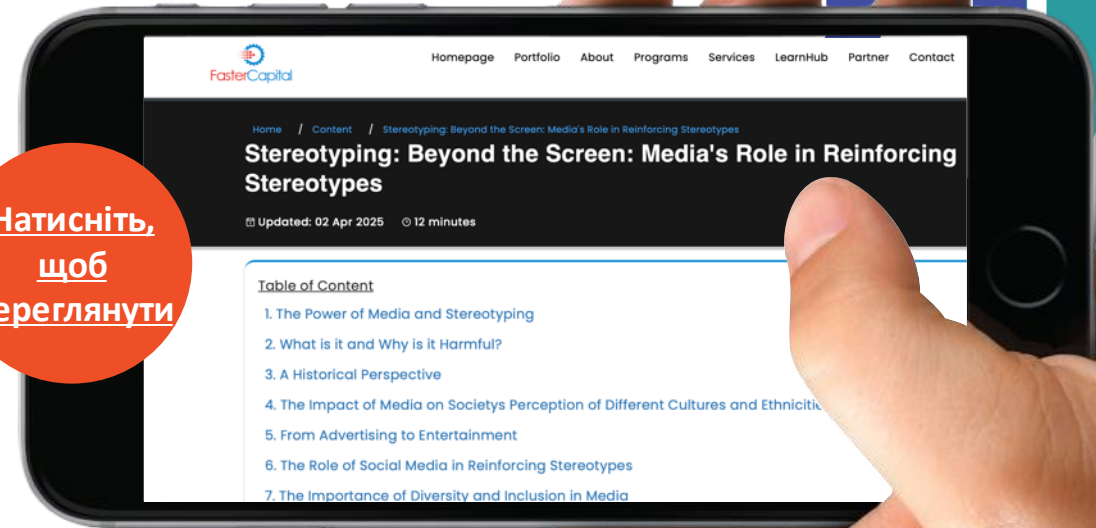 FasterCapital
Homepage Portfolio About Programs Services LearnHub Partner Contact
Home / Content / Stereotyping: Beyond the Screen: Media's Role in Reinforcing Stereotypes
Stereotyping: Beyond the Screen: Media's Role in Reinforcing
Stereotypes
Updated: 02 Apr 2025 12 minutes
Натисніть,
щоб
ереглянути
Table of Content
1. The Power of Media and Stereotyping
2. What is it and Why is it Harmful?
3. A Historical Perspective
4. The Impact of Media on Societys Perception of Different Cultures and
5. From Advertising to Entertainment
6. The Role of Social Media in Reinforcing Stereotypes
7. The Importance of Diversity and Inclusion in Media